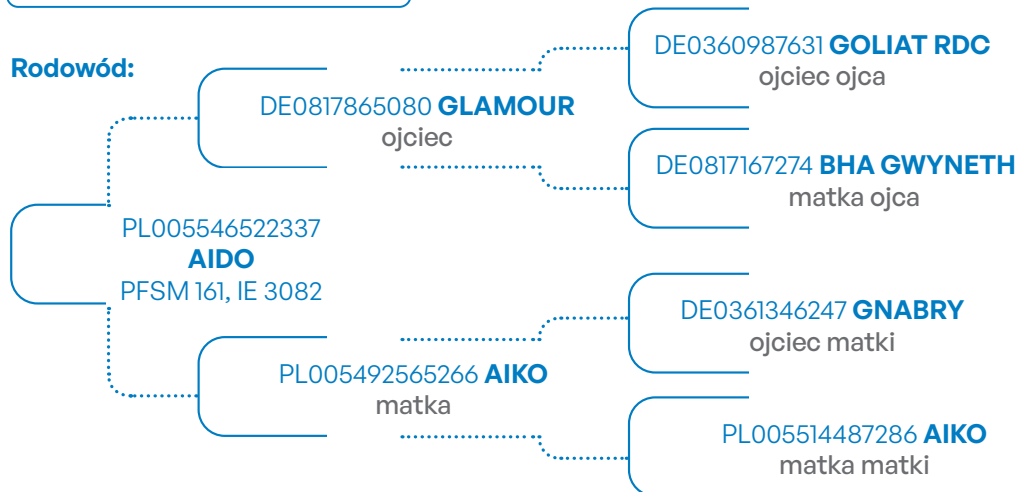 Rodowód:
DE0360987631 GOLIAT RDC
ojciec ojca
DE0817865080 GLAMOUR
ojciec
DE0817167274 BHA GWYNETH
matka ojca
PL005546522337
AIDO
PFSM 161, IE 3082
DE0361346247 GNABRY
ojciec matki
PL005492565266 AIKO
matka
PL005514487286 AIKO
matka matki